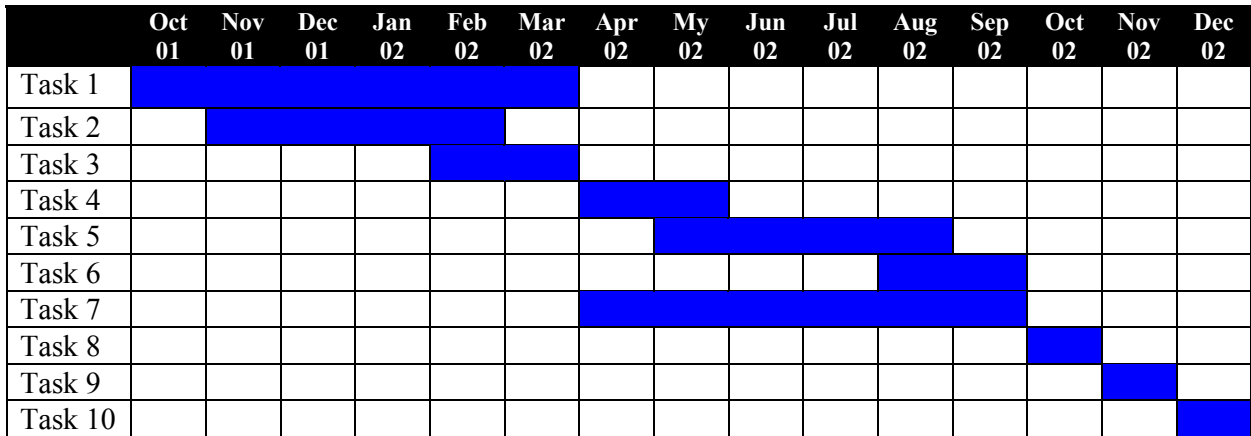 Oct Nov Dec Jan Feb Mar Apr My Jun Jul Aug Sep Oct Nov Dec
01 01 01 02 02 02 02 02 02 02 02 02 02 02 02
Task 1
Task 2
Task 3
Task 4
Task 5
Task 6
Task 7
Task 8
Task 9
Task 10